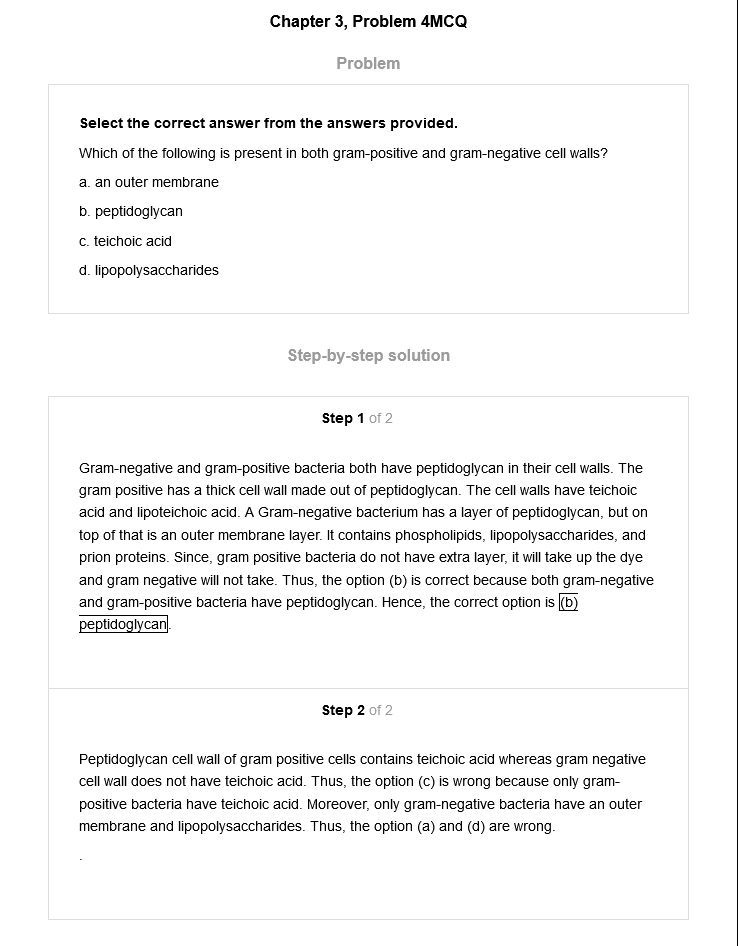 Chapter 3, Problem 4MCQ
Problem
Select the correct answer from the answers provided.
Which of the following is present in both gram-positive and gram-negative cell walls?
a. an outer membrane
b. peptidoglycan
c. teichoic acid
d. lipopolysaccharides
Step-by-step solution
Step 1 of 2
Gram-negative and gram-positive bacteria both have peptidoglycan in their cell walls. The
gram positive has a thick cell wall made out of peptidoglycan. The cell walls have teichoic
acid and lipoteichoic acid. A Gram-negative bacterium has a layer of peptidoglycan, but on
top of that is an outer membrane layer. It contains phospholipids, lipopolysaccharides, and
prion proteins. Since, gram positive bacteria do not have extra layer, it will take up the dye
and gram negative will not take. Thus, the option (b) is correct because both gram-negative
and gram-positive bacteria have peptidoglycan. Hence, the correct option is (b)
peptidoglycan.
Step 2 of 2
Peptidoglycan cell wall of gram positive cells contains teichoic acid whereas gram negative
cell wall does not have teichoic acid. Thus, the option (c) is wrong because only gram-
positive bacteria have teichoic acid. Moreover, only gram-negative bacteria have an outer
membrane and lipopolysaccharides. Thus, the option (a) and (d) are wrong.
.